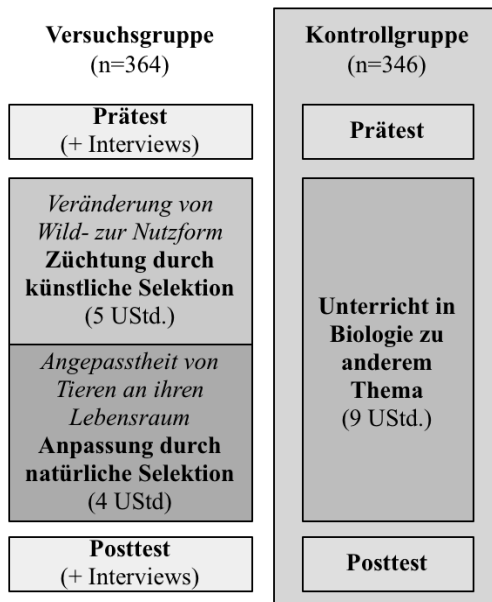 Versuchsgruppe
(n=364)
Prätest
(+ Interviews)
Veränderung von
Wild- zur Nutzform
Züchtung durch
künstliche Selektion
(5 UStd.)
Angepasstheit von
Tieren an ihren
Lebensraum
Anpassung durch
natürliche Selektion
(4 UStd)
Posttest
(+ Interviews)
Kontrollgruppe
(n=346)
Prätest
Unterricht in
Biologie zu
anderem
Thema
(9 UStd.)
Posttest